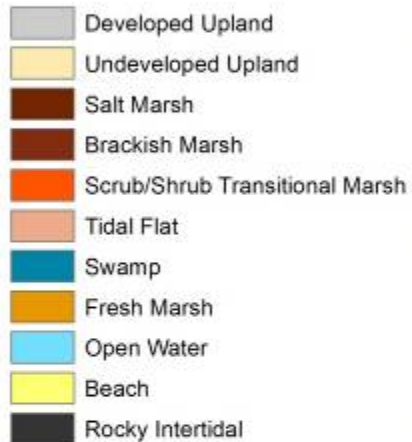 Developed Upland
Undeveloped Upland
Salt Marsh
Brackish Marsh
Scrub/Shrub Transitional Marsh
Tidal Flat
Swamp
Fresh Marsh
Open Water
Beach
Rocky Intertidal